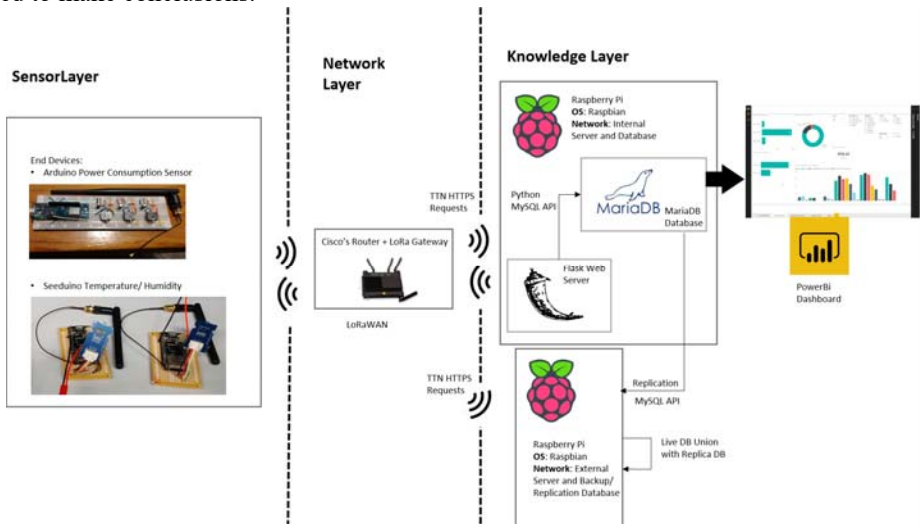 SensorLayer
End Devices:
• Arduino Power Consumption Sensor
• Seeduino Temperature/ Humidity
Network
Layer
Cisco's Router + LoRa Gateway
LoRaWAN
TTN HTTPS
Requests
TTN HTTPS
Requests
Knowledge Layer
Raspberry Pi
OS: Raspbian
Network: Internal
Server and Database
Python
MySQL API
MariaDB
MariaDB
Database
Flask Web
Server
PowerBi
Dashboard
Replication
MySQL API
Raspberry Pi
OS: Raspbian
Network: External
Server and Backup/
Replication Database
Live DB Union
with Replica DB